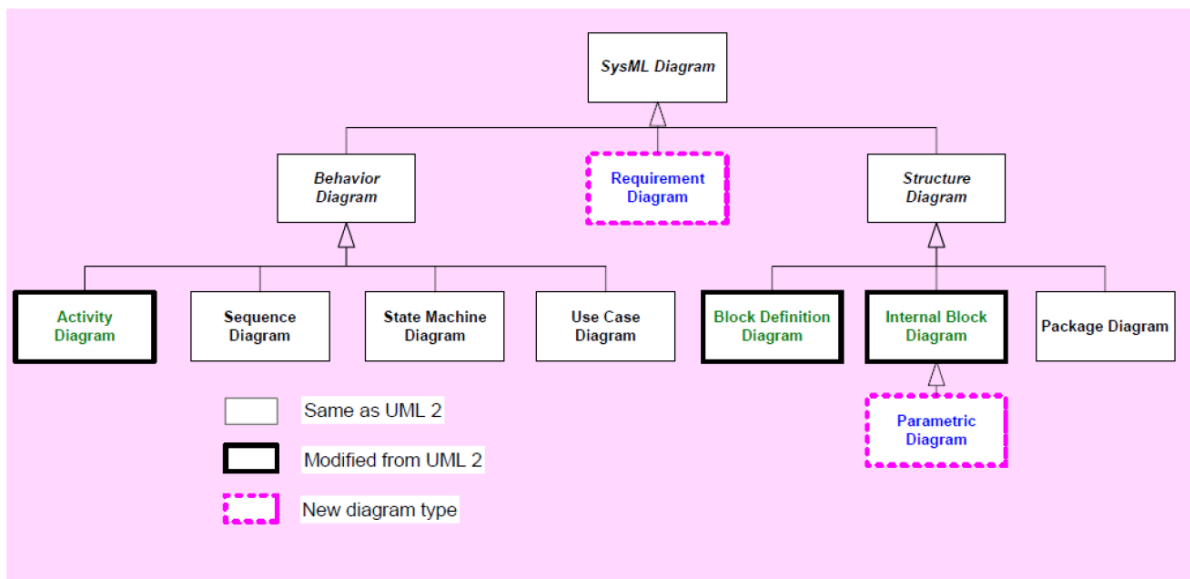 SysML Diagram
Behavior
Diagram
Requirement
Diagram
Structure
Diagram
Activity
Diagram
Sequence
Diagram
State Machine
Diagram
Use Case
Diagram
Block Definition
Diagram
Internal Block
Diagram
Package Diagram
Parametric
Diagram
Same as UML 2
Modified from UML 2
New diagram type